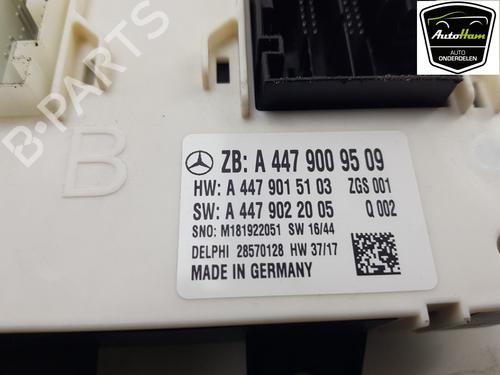 AutoHam
AUTO
ONDERDELEN
B-PARTS
B
ZB: A 447 900 95 09
HW: A 447 901 51 03 ZGS 001
SW: A 447 902 20 05 Q 002
SNO: M181922051 SW 16/44
DELPHI 28570128 HW 37/17
MADE IN GERMANY